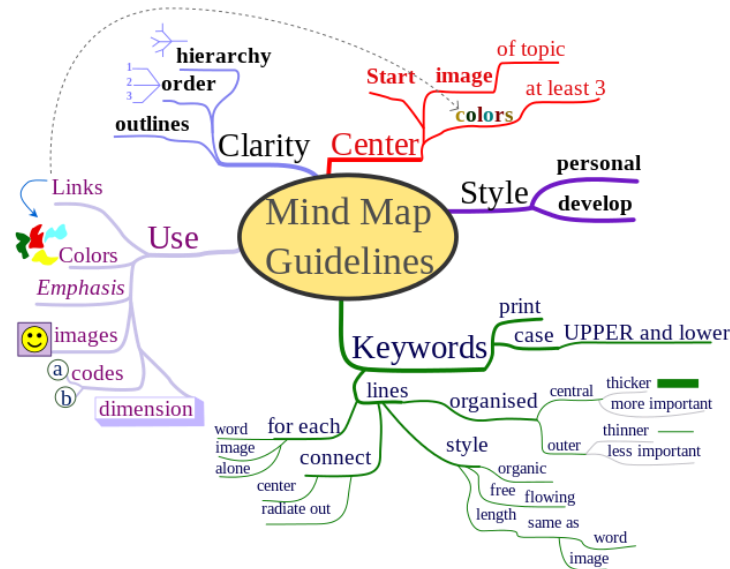 Mind Map
Guidelines
Center
Start
image
of topic
colors
at least 3
Style
personal
develop
Keywords
print
case
UPPER and lower
lines
organised
central
thicker
more important
outer
thinner
less important
style
organic
free
flowing
length
same as
word
image
connect
center
radiate out
for each
word
image
alone
Use
Links
Colors
Emphasis
images
codes
a
b
dimension
Clarity
hierarchy
order
1
2
3
outlines